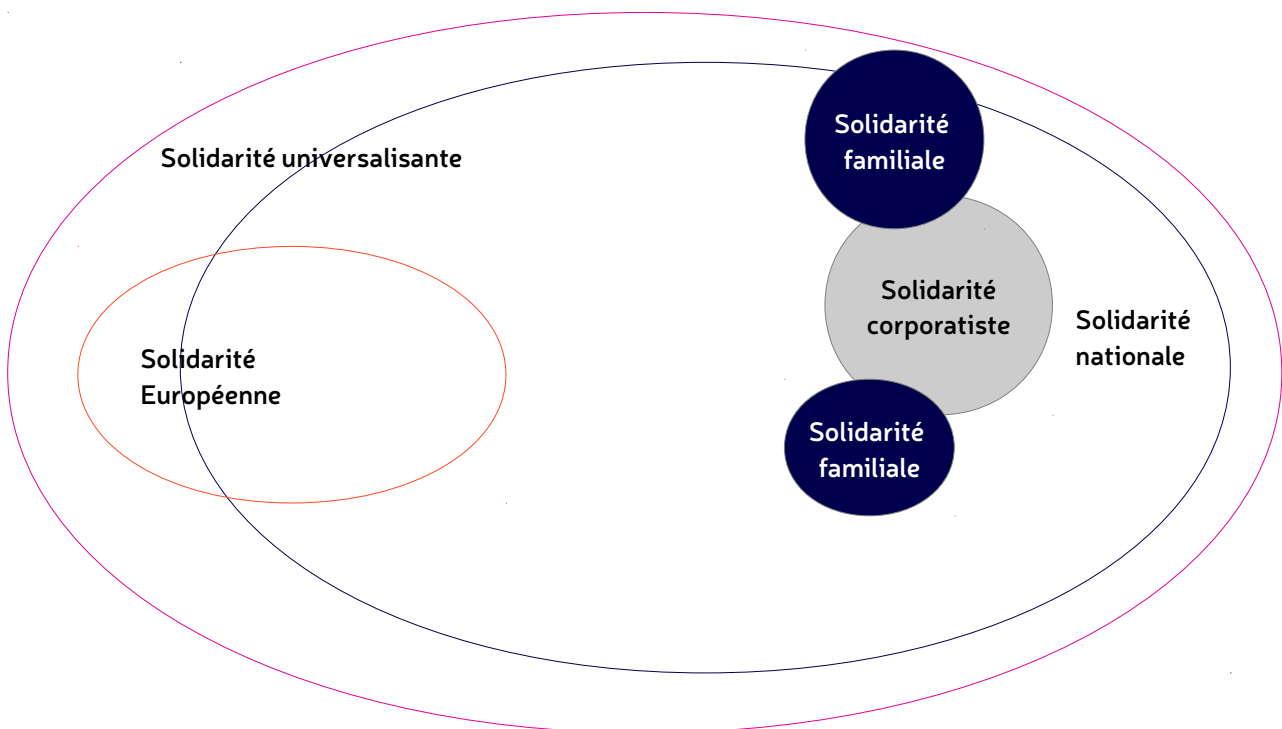 Solidarité
familiale
Solidarité universalisante
Solidarité
corporatiste
Solidarité
nationale
Solidarité
Européenne
Solidarité
familiale